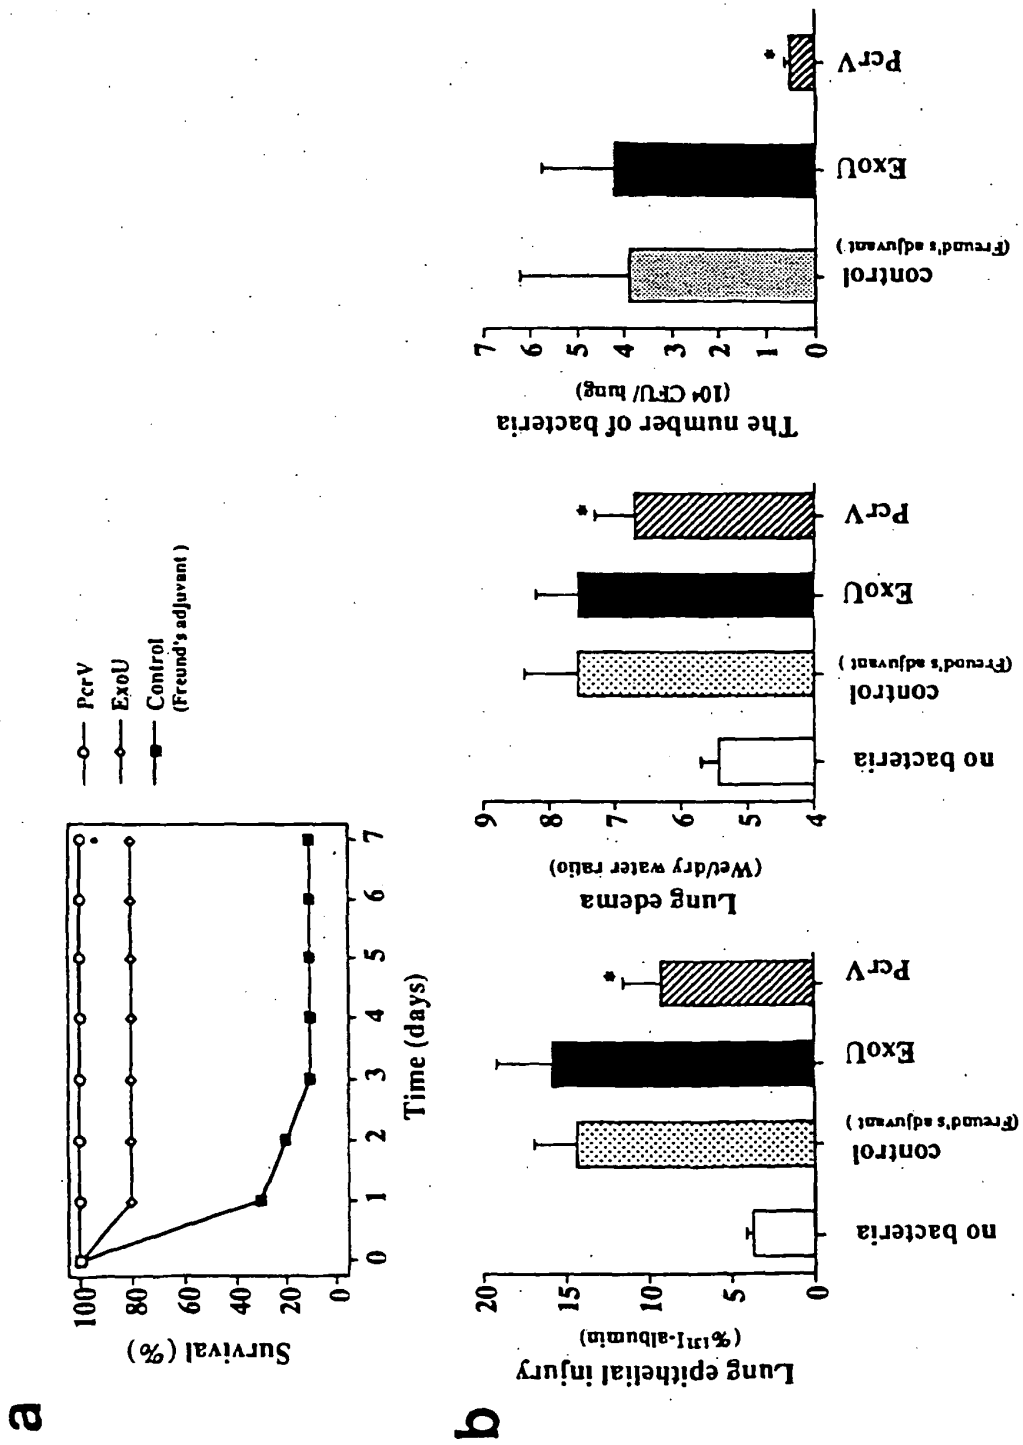 a
Survival (%)
100
80
60
40
20
0
0
1
2
3
4
5
6
7
Time (days)
PcrV
ExoU
Control
(Freund's adjuvant)
*
b
Lung epithelial injury
(% ¹³¹I-albumin)
20
15
10
5
0
no bacteria
control
(Freund's adjuvant)
ExoU
PcrV
*
Lung edema
(Wet/dry water ratio)
9
8
7
6
5
4
no bacteria
control
(Freund's adjuvant)
ExoU
PcrV
*
The number of bacteria
(10⁴ CFU/ lung)
7
6
5
4
3
2
1
0
control
(Freund's adjuvant)
ExoU
PcrV
*